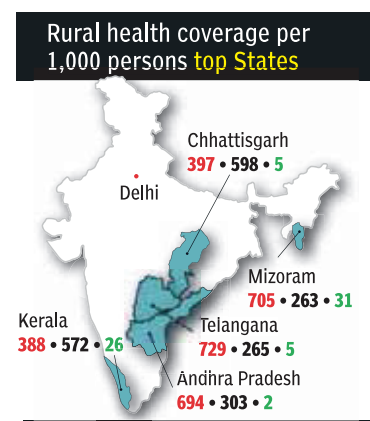 Rural health coverage per
1,000 persons top States
Chhattisgarh
397 • 598 • 5
Delhi
Mizoram
705 • 263 • 31
Kerala
388 • 572 • 26
Telangana
729 • 265 • 5
Andhra Pradesh
694 • 303 • 2